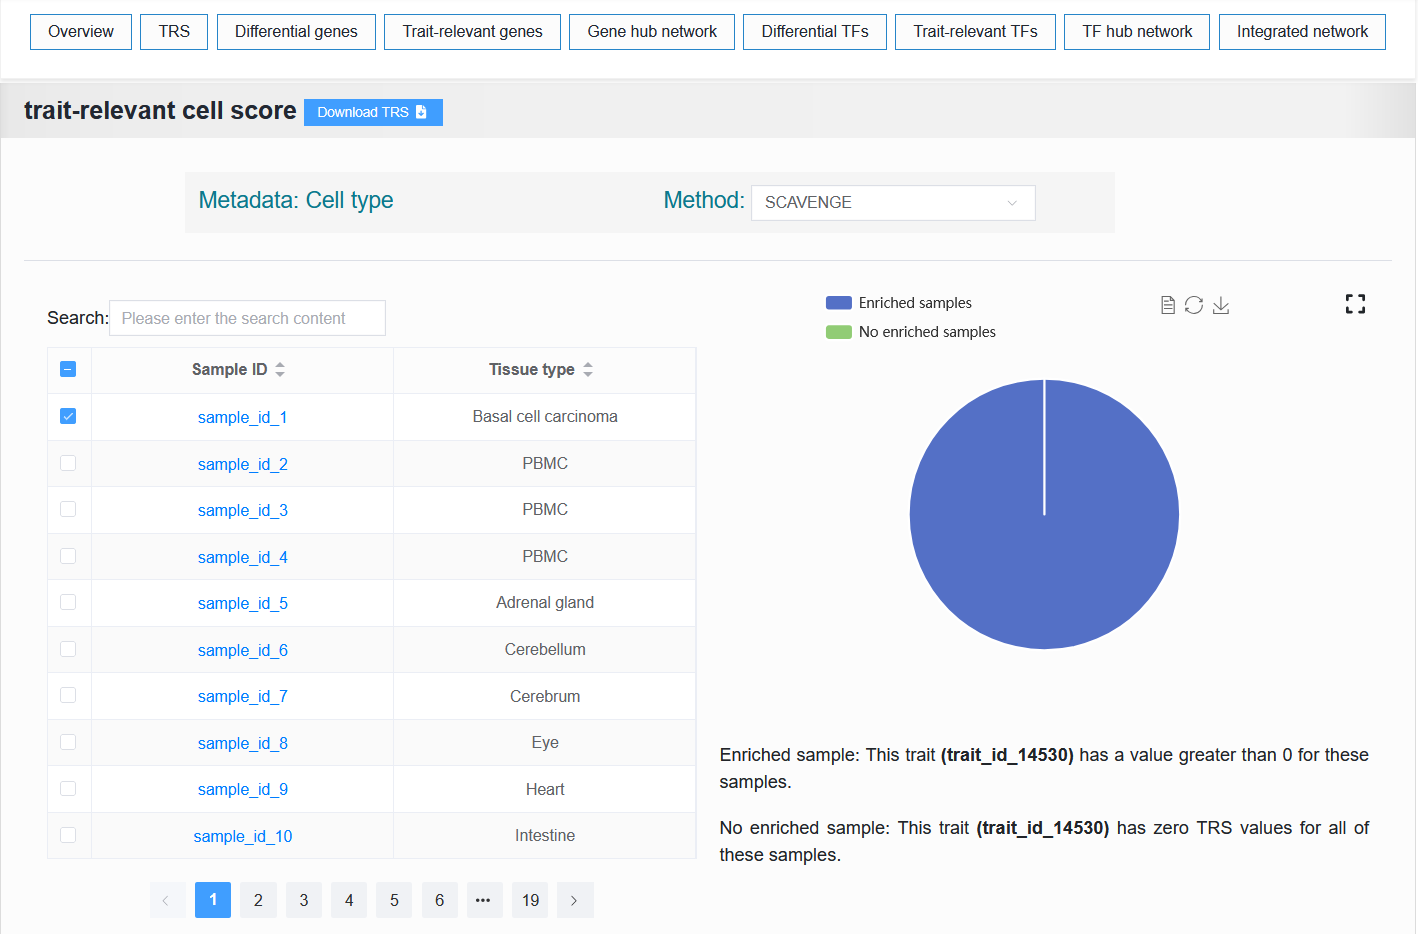 Overview TRS Differential genes Trait-relevant genes Gene hub network Differential TFs Trait-relevant TFs TF hub network Integrated network
trait-relevant cell score Download TRS
Metadata: Cell type Method: SCAVENGE
Search: Please enter the search content
Sample ID Tissue type
sample_id_1 Basal cell carcinoma
sample_id_2 PBMC
sample_id_3 PBMC
sample_id_4 PBMC
sample_id_5 Adrenal gland
sample_id_6 Cerebellum
sample_id_7 Cerebrum
sample_id_8 Eye
sample_id_9 Heart
sample_id_10 Intestine
1 2 3 4 5 6 ••• 19
Enriched samples
No enriched samples
Enriched sample: This trait (trait_id_14530) has a value greater than 0 for these
samples.
No enriched sample: This trait (trait_id_14530) has zero TRS values for all of
these samples.